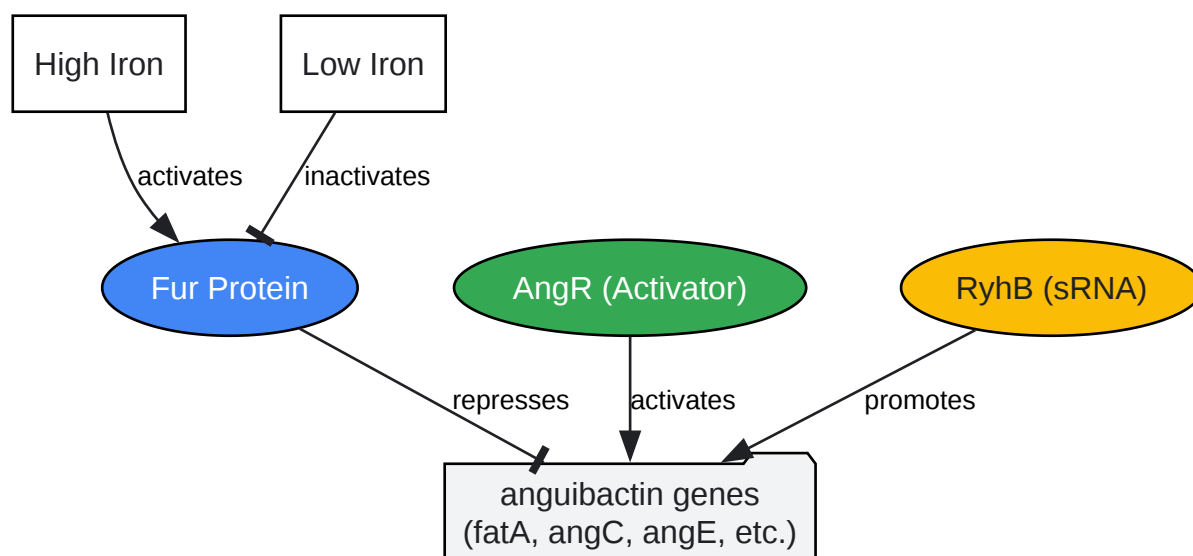 High Iron
Low Iron
activates
inactivates
Fur Protein
AngR (Activator)
RyhB (sRNA)
represses
activates
promotes
anguibactin genes
(fatA, angC, angE, etc.)